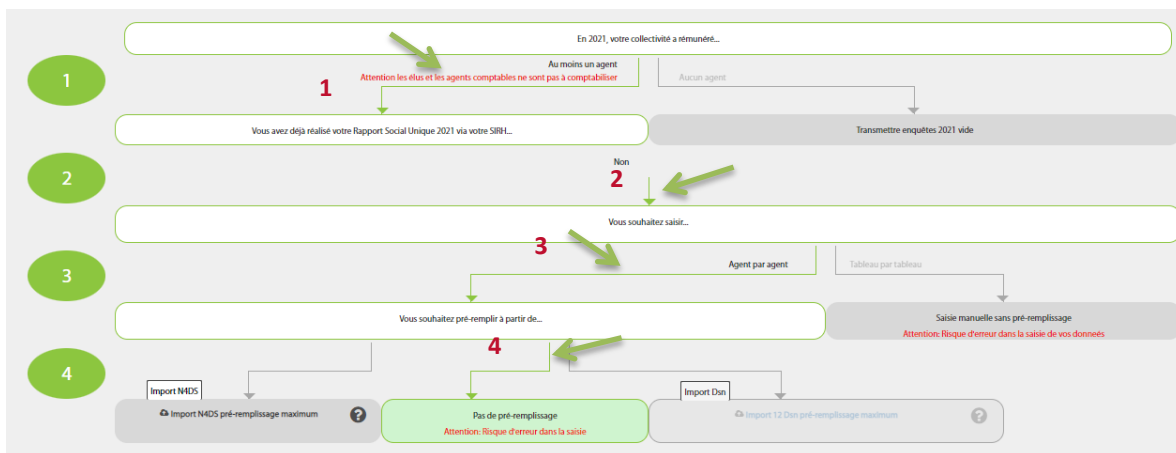 En 2021, votre collectivité a rémunéré...
1
Au moins un agent
Attention les élus et les agents comptables ne sont pas à comptabiliser
Aucun agent
1
Vous avez déjà réalisé votre Rapport Social Unique 2021 via votre SIRH...
Transmettre enquêtes 2021 vide
2
Non
2
Vous souhaitez saisir...
3
3
Agent par agent
Tableau par tableau
Vous souhaitez pré-remplir à partir de...
Saisie manuelle sans pré-remplissage
Attention: Risque d'erreur dans la saisie de vos donneés
4
4
Import N4DS
Import Dsn
Import N4DS pré-remplissage maximum ?
Pas de pré-remplissage
Attention: Risque d'erreur dans la saisie
Import 12 Dsn pré-remplissage maximum ?